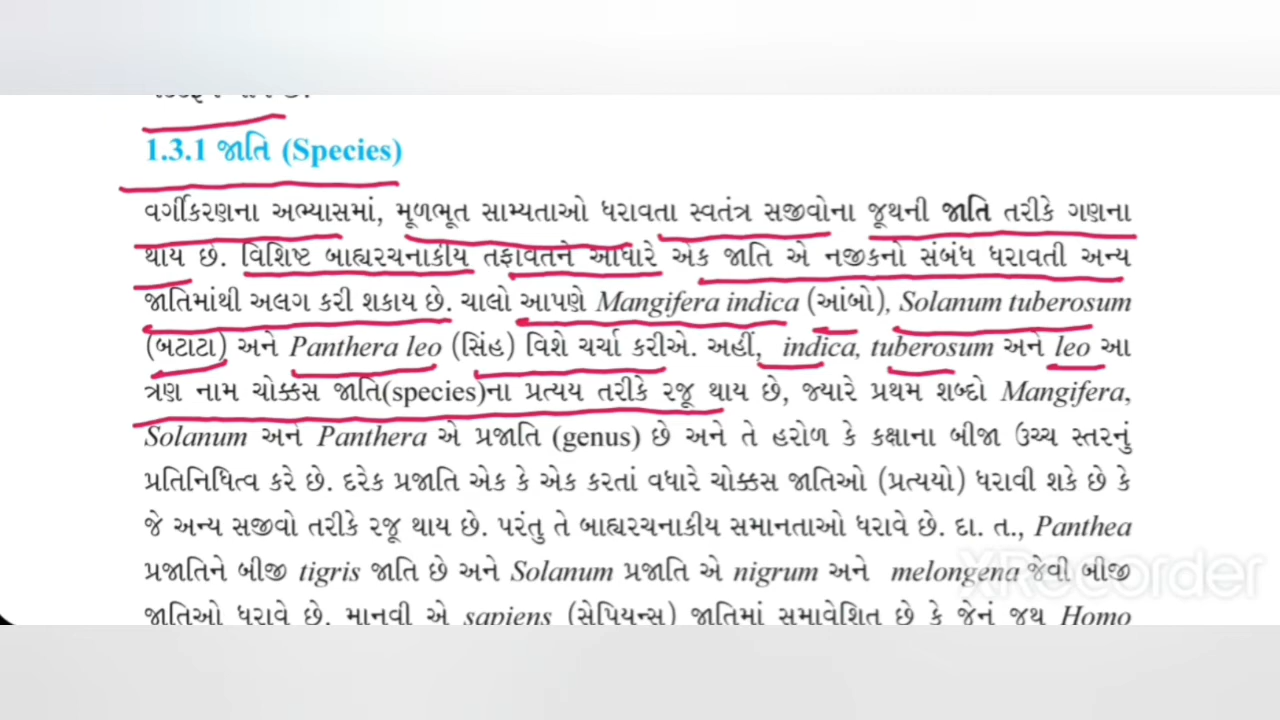 1.3.1 જાતિ (Species)
વર્ગીકરણના અભ્યાસમાં, મૂળભૂત સામ્યતાઓ ધરાવતા સ્વતંત્ર સજીવોના જૂથની જાતિ તરીકે ગણના
થાય છે. વિશિષ્ટ બાહ્યરચનાકીય તફાવતને આધારે એક જાતિ એ નજીકનો સંબંધ ધરાવતી અન્ય
જાતિમાંથી અલગ કરી શકાય છે. ચાલો આપણે Mangifera indica (આંબો), Solanum tuberosum
(બટાટા) અને Panthera leo (સિંહ) વિશે ચર્ચા કરીએ. અહીં, indica, tuberosum અને leo આ
ત્રણ નામ ચોક્કસ જાતિ(species)ના પ્રત્યય તરીકે રજૂ થાય છે, જ્યારે પ્રથમ શબ્દો Mangifera,
Solanum અને Panthera એ પ્રજાતિ (genus) છે અને તે હરોળ કે કક્ષાના બીજા ઉચ્ચ સ્તરનું
પ્રતિનિધિત્વ કરે છે. દરેક પ્રજાતિ એક કે એક કરતાં વધારે ચોક્કસ જાતિઓ (પ્રત્યયો) ધરાવી શકે છે કે
જે અન્ય સજીવો તરીકે રજૂ થાય છે. પરંતુ તે બાહ્યરચનાકીય સમાનતાઓ ધરાવે છે. દા. ત., Panthea
પ્રજાતિને બીજી tigris જાતિ છે અને Solanum પ્રજાતિ એ nigrum અને melongena જેવી બીજી
જાતિઓ ધરાવે છે. માનવી એ sapiens (સેપિયન્સ) જાતિમાં સમાવેશિત છે કે જેનું જૂથ Homo
XRecorder